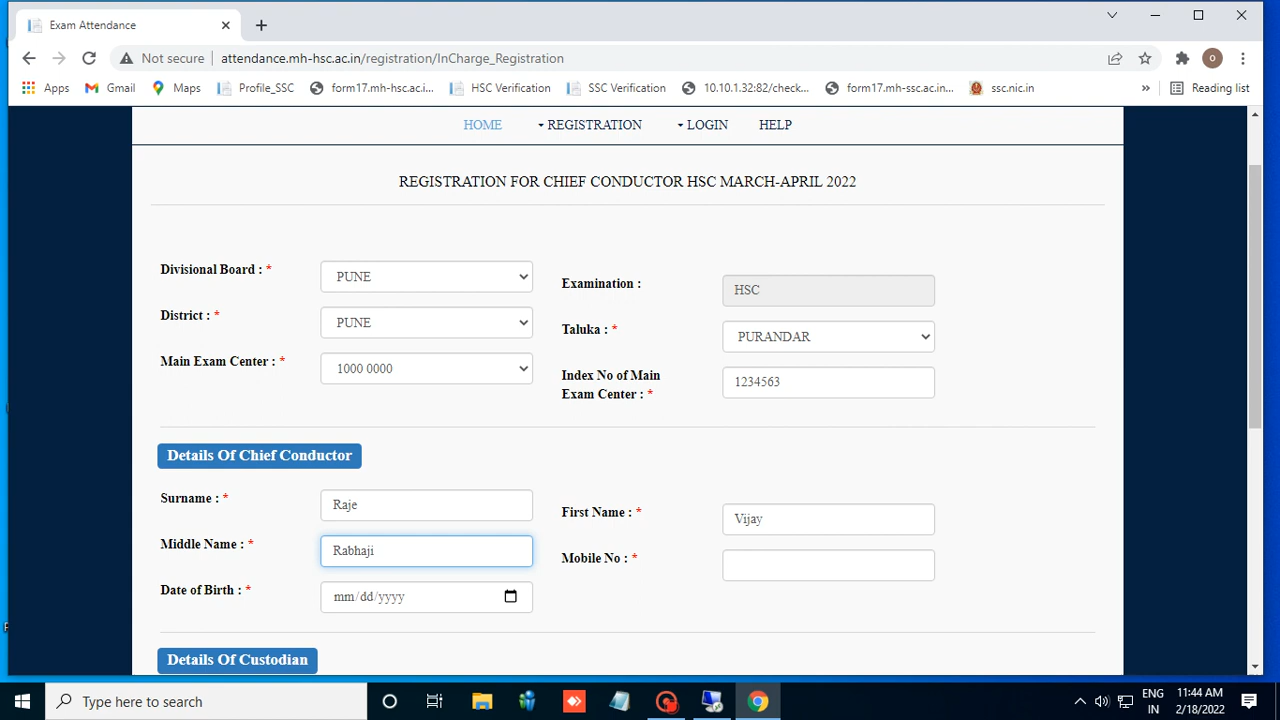 Exam Attendance
Not secure
attendance.mh-hsc.ac.in/registration/InCharge_Registration
Apps
Gmail
Maps
Profile_SSC
form17.mh-hsc.ac.i...
HSC Verification
SSC Verification
10.10.1.32:82/check...
form17.mh-ssc.ac.in...
ssc.nic.in
»
Reading list
HOME
REGISTRATION
LOGIN
HELP
REGISTRATION FOR CHIEF CONDUCTOR HSC MARCH-APRIL 2022
Divisional Board : *
PUNE
Examination :
HSC
District : *
PUNE
Taluka : *
PURANDAR
Main Exam Center : *
1000 0000
Index No of Main
Exam Center : *
1234563
Details Of Chief Conductor
Surname : *
Raje
First Name : *
Vijay
Middle Name : *
Rabhaji
Mobile No : *
Date of Birth : *
mm/dd/yyyy
Details Of Custodian
Type here to search
ENG
IN
11:44 AM
2/18/2022